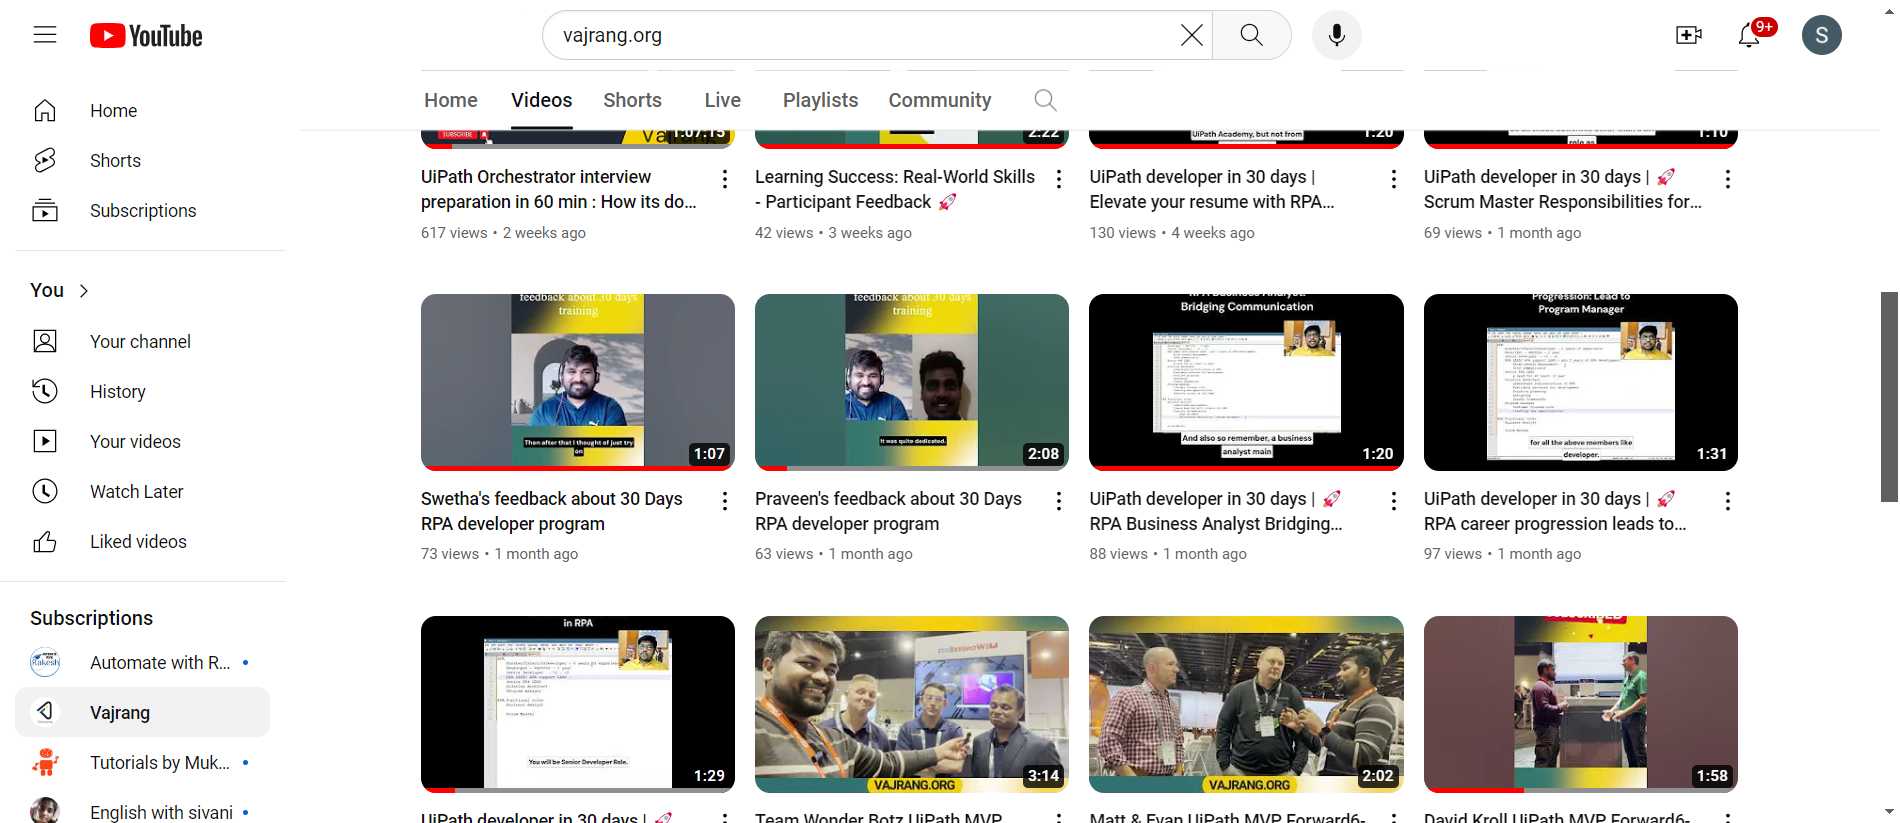 YouTube
vajrang.org
9+
S
Home
Shorts
Subscriptions
You
Your channel
History
Your videos
Watch Later
Liked videos
Subscriptions
Automate with R...
Vajrang
Tutorials by Muk...
English with sivani
Home Videos Shorts Live Playlists Community
SUBSCRIBE
1:07:15
2:22
UiPath Academy, but not from
1:20
role as
1:10
UiPath Orchestrator interview
preparation in 60 min : How its do...
617 views • 2 weeks ago
Learning Success: Real-World Skills
- Participant Feedback 🚀
42 views • 3 weeks ago
UiPath developer in 30 days |
Elevate your resume with RPA...
130 views • 4 weeks ago
UiPath developer in 30 days | 🚀
Scrum Master Responsibilities for...
69 views • 1 month ago
feedback about 30 days
training
Then after that I thought of just try
on
1:07
Swetha's feedback about 30 Days
RPA developer program
73 views • 1 month ago
feedback about 30 days
training
It was quite dedicated.
2:08
Praveen's feedback about 30 Days
RPA developer program
63 views • 1 month ago
RPA Business Analyst:
Bridging Communication
And also so remember, a business
analyst main
1:20
UiPath developer in 30 days | 🚀
RPA Business Analyst Bridging...
88 views • 1 month ago
Progression: Lead to
Program Manager
for all the above members like
developer.
1:31
UiPath developer in 30 days | 🚀
RPA career progression leads to...
97 views • 1 month ago
in RPA
You will be Senior Developer Role.
1:29
UiPath developer in 30 days | 🚀
VAJRANG.ORG
3:14
Team Wonder Botz UiPath MVP
VAJRANG.ORG
2:02
Matt & Evan UiPath MVP Forward6-
1:58
David Kroll UiPath MVP Forward6-